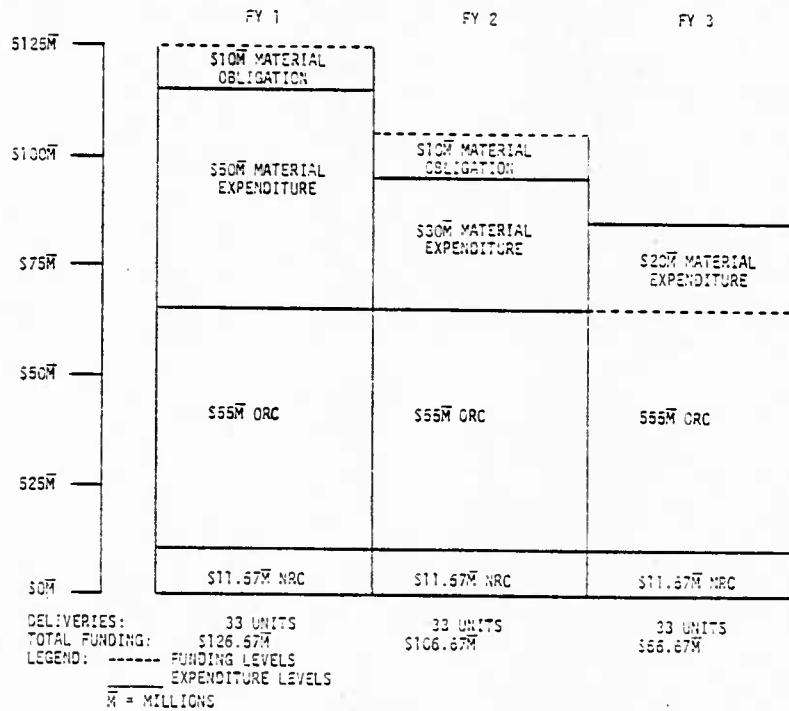 FY 1 FY 2 FY 3
$125M̅
$10M̅ MATERIAL
OBLIGATION
$100M̅
$10M̅ MATERIAL
OBLIGATION
$50M̅ MATERIAL
EXPENDITURE
$30M̅ MATERIAL
EXPENDITURE
$75M̅
$20M̅ MATERIAL
EXPENDITURE
$50M̅
$55M̅ ORC $55M̅ ORC $55M̅ ORC
$25M̅
$0M̅
$11.67M̅ NRC $11.67M̅ NRC $11.67M̅ NRC
DELIVERIES: 33 UNITS 33 UNITS 33 UNITS
TOTAL FUNDING: $126.67M̅ $106.67M̅ $66.67M̅
LEGEND: ------- FUNDING LEVELS
EXPENDITURE LEVELS
M̅ = MILLIONS